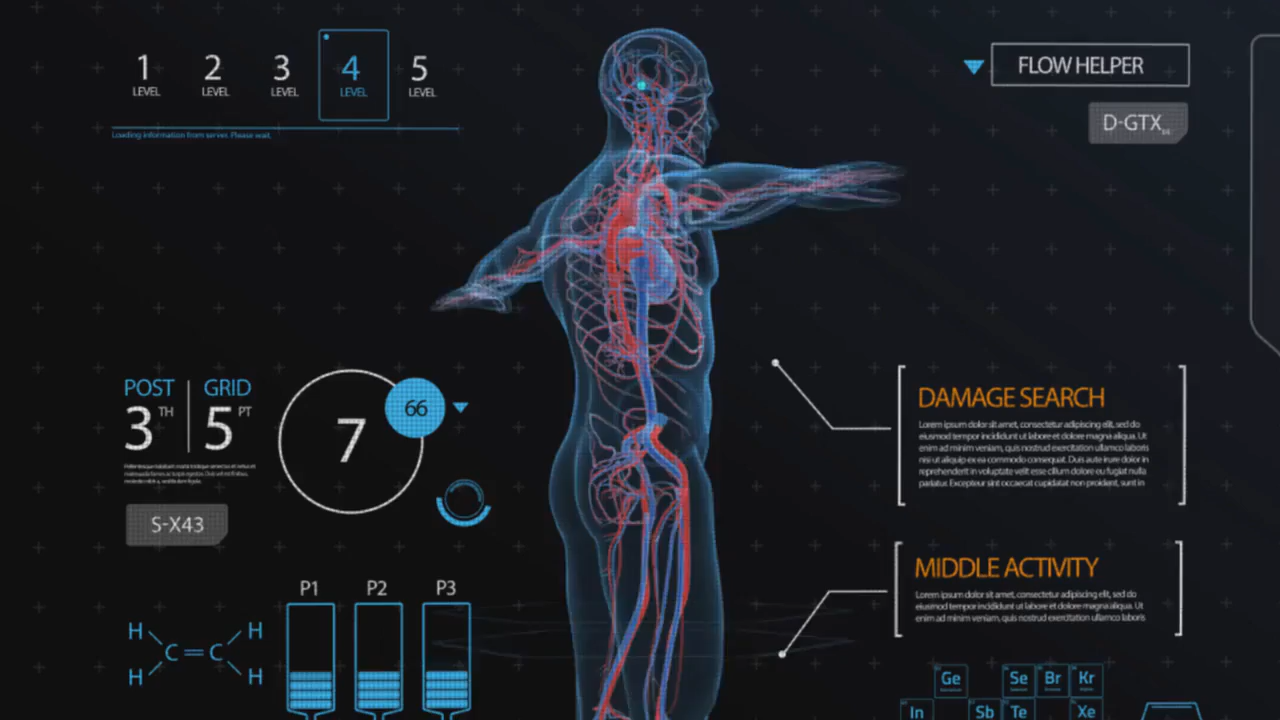 1 2 3 4 5
LEVEL LEVEL LEVEL LEVEL LEVEL
Loading information from server. Please wait.
FLOW HELPER
D-GTX
POST GRID
3TH 5PT
7
66
S-X43
P1 P2 P3
H H
C = C
H H
DAMAGE SEARCH
Lorem ipsum dolor sit amet, consectetur adipiscing elit, sed do
eiusmod tempor incididunt ut labore et dolore magna aliqua. Ut
enim ad minim veniam, quis nostrud exercitation ullamco laboris
nisi ut aliquip ex ea commodo consequat. Duis aute irure dolor in
reprehenderit in voluptate velit esse cillum dolore eu fugiat nulla
pariatur. Excepteur sint occaecat cupidatat non proident, sunt in
MIDDLE ACTIVITY
Lorem ipsum dolor sit amet, consectetur adipiscing elit, sed do
eiusmod tempor incididunt ut labore et dolore magna aliqua. Ut
enim ad minim veniam, quis nostrud exercitation ullamco laboris
Ge Se Br Kr
In Sb Te Xe